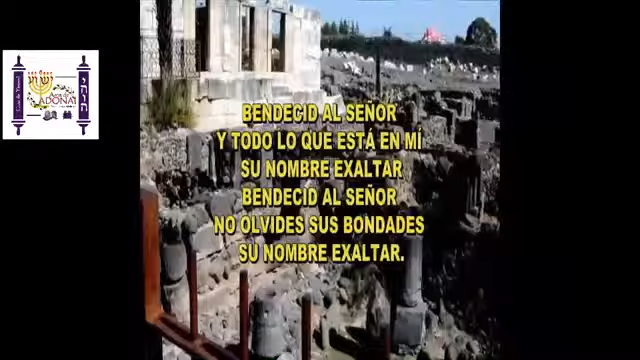 ADONAI
BENDECID AL SEÑOR
Y TODO LO QUE ESTÁ EN MÍ
SU NOMBRE EXALTAR
BENDECID AL SEÑOR
NO OLVIDES SUS BONDADES
SU NOMBRE EXALTAR.